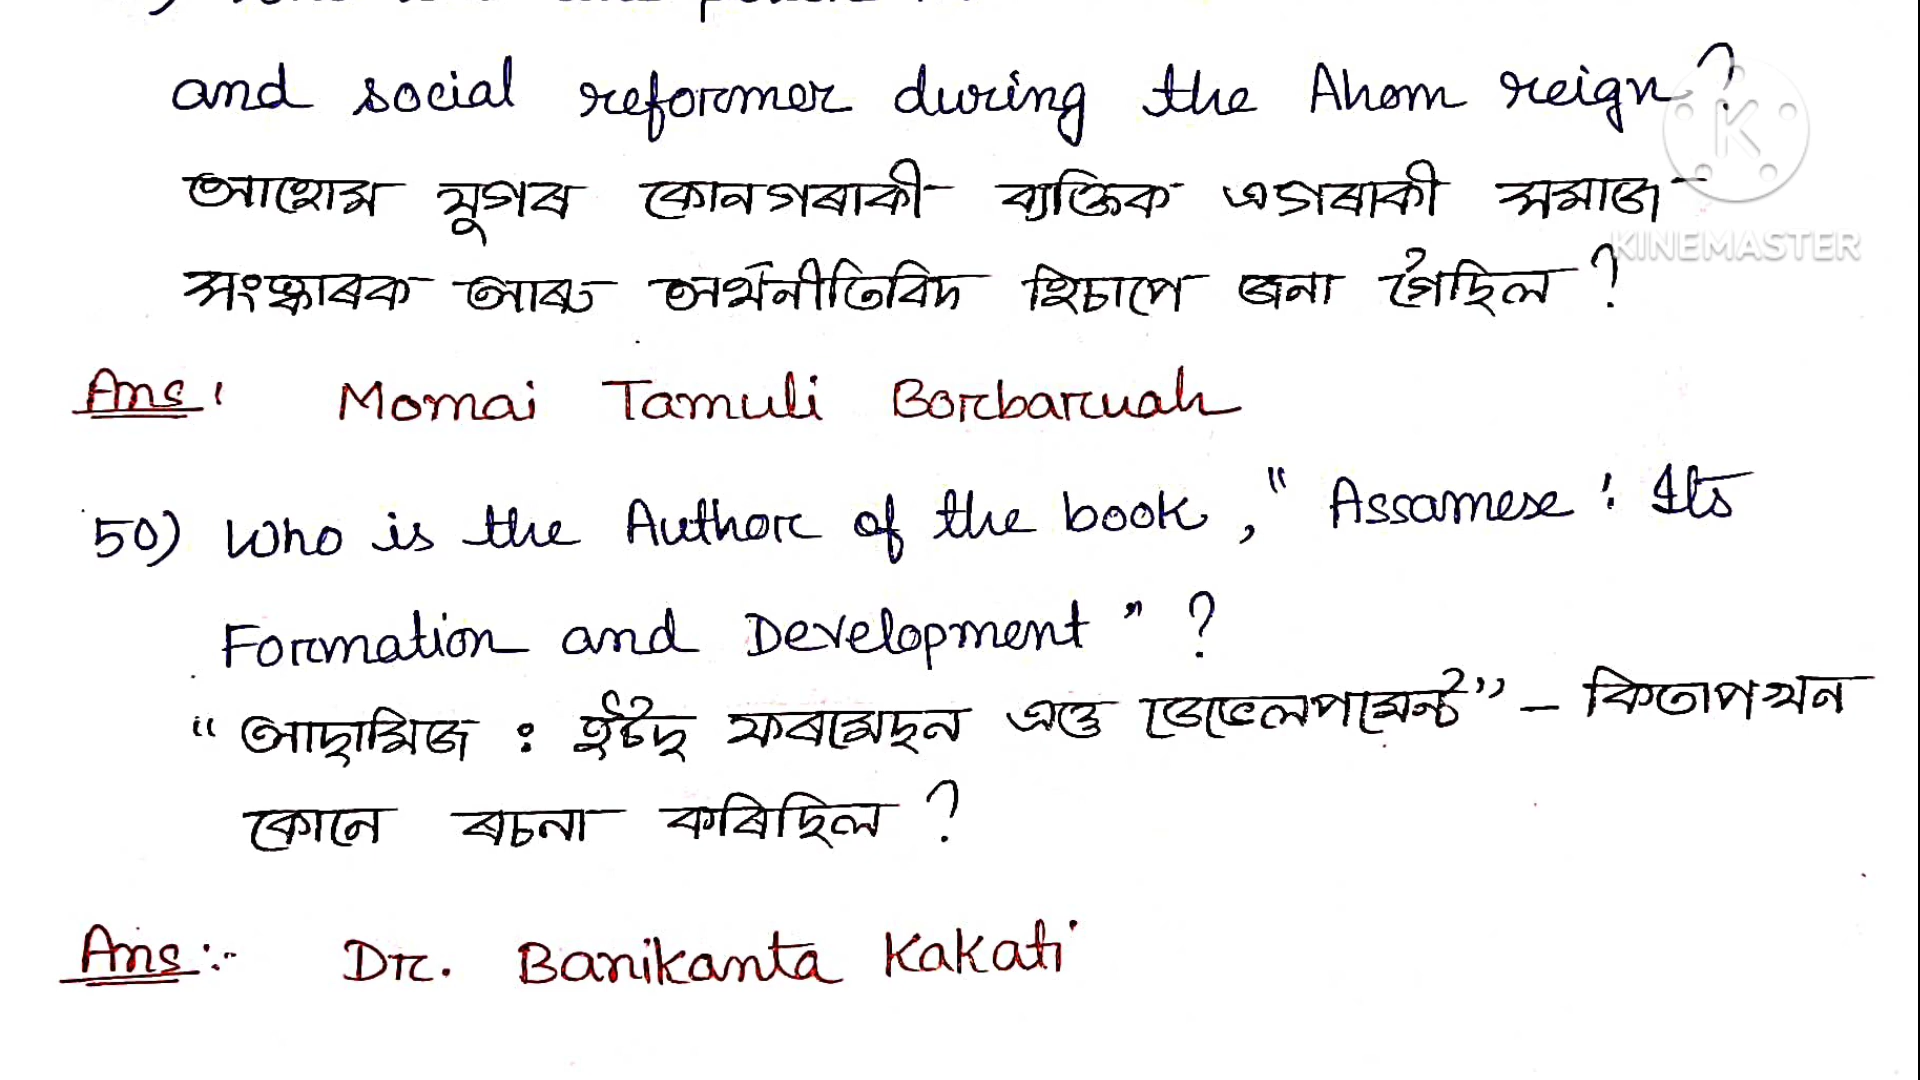 and social reformer during the Ahom reign?
আহোম যুগৰ কোনগৰাকী ব্যক্তিক এগৰাকী সমাজ
সংস্কাৰক আৰু অৰ্থনীতিবিদ হিচাপে জনা গৈছিল?
Ans: Momai Tamuli Borbaruah
50) Who is the Author of the book, "Assamese: Its
Formation and Development"?
"আছামিজ : ইটছ ফৰমেছন এণ্ড ডেভেলপমেন্ট" – কিতাপখন
কোনে ৰচনা কৰিছিল?
Ans:- Dr. Banikanta Kakati
KINEMASTER